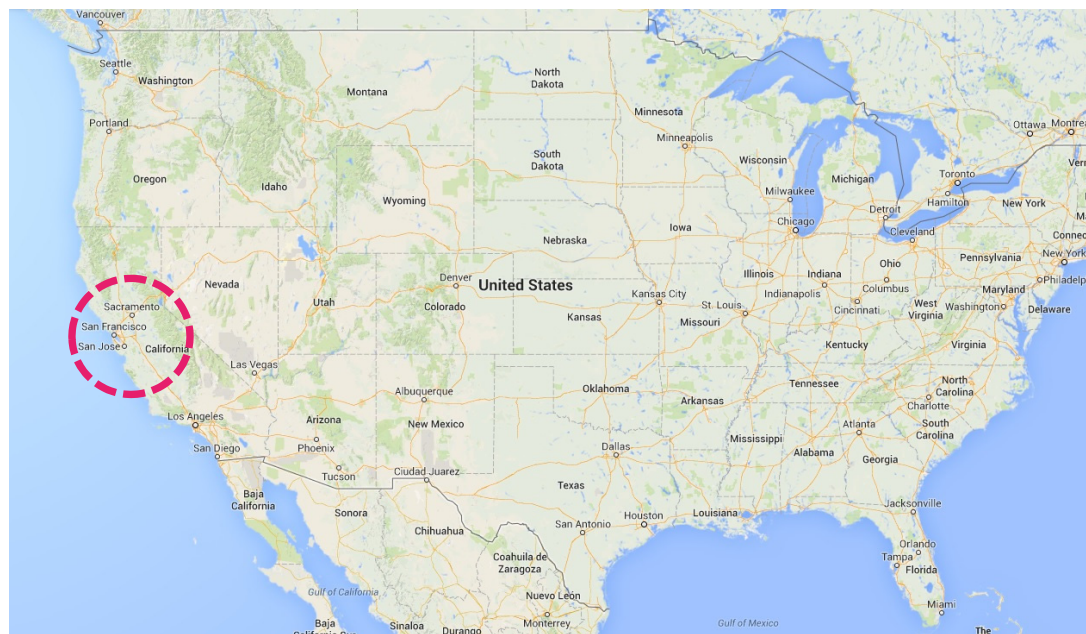 Vancouver
Seattle
Washington
Montana
North
Dakota
Minnesota
Ottawa
Portland
Minneapolis
South
Dakota
Wisconsin
Michigan
Toronto
Oregon
Idaho
Wyoming
Milwaukee
Hamilton
New York
Detroit
Chicago
Iowa
Cleveland
Nebraska
Pennsylvania
Ohio
Nevada
Denver
United States
Illinois
Indiana
Utah
Colorado
Kansas City
Indianapolis
Columbus
Maryland
Sacramento
St. Louis
Cincinnati
West
Virginia
Washington
Delaware
San Francisco
Kansas
Missouri
San Jose
California
Kentucky
Virginia
Las Vegas
Albuquerque
Oklahoma
Tennessee
North
Carolina
Arkansas
Charlotte
Los Angeles
Arizona
New Mexico
Atlanta
South
Carolina
San Diego
Phoenix
Dallas
Mississippi
Alabama
Georgia
Tucson
Ciudad Juarez
Texas
Baja
California
Sonora
Jacksonville
Houston
Louisiana
San Antonio
Chihuahua
Orlando
Coahuila de
Zaragoza
Tampa
Florida
Gulf of California
Nuevo León
Miami
Baja
California Sur
Sinaloa
Durango
Monterrey
Gulf of Mexico
The